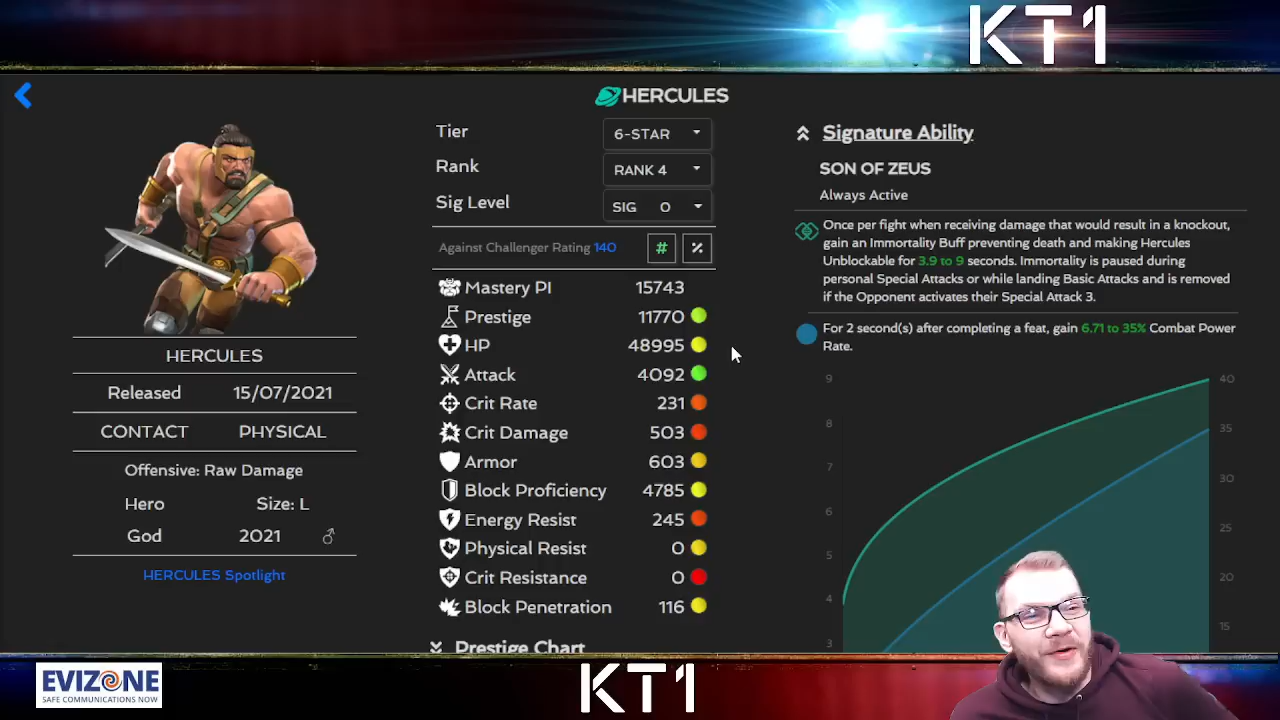 KT1
HERCULES
Tier
6-STAR
Rank
RANK 4
Sig Level
SIG 0
Against Challenger Rating 140
#
%
Mastery PI 15743
Prestige 11770
HP 48995
Attack 4092
Crit Rate 231
Crit Damage 503
Armor 603
Block Proficiency 4785
Energy Resist 245
Physical Resist 0
Crit Resistance 0
Block Penetration 116
Prestige Chart
HERCULES
Released 15/07/2021
CONTACT PHYSICAL
Offensive: Raw Damage
Hero Size: L
God 2021 ♂
HERCULES Spotlight
Signature Ability
SON OF ZEUS
Always Active
Once per fight when receiving damage that would result in a knockout,
gain an Immortality Buff preventing death and making Hercules
Unblockable for 3.9 to 9 seconds. Immortality is paused during
personal Special Attacks or while landing Basic Attacks and is removed
if the Opponent activates their Special Attack 3.
For 2 second(s) after completing a feat, gain 6.71 to 35% Combat Power
Rate.
9 40
8 35
7 30
6 25
5 20
4 15
3
EVIZONE
SAFE COMMUNICATIONS NOW
KT1